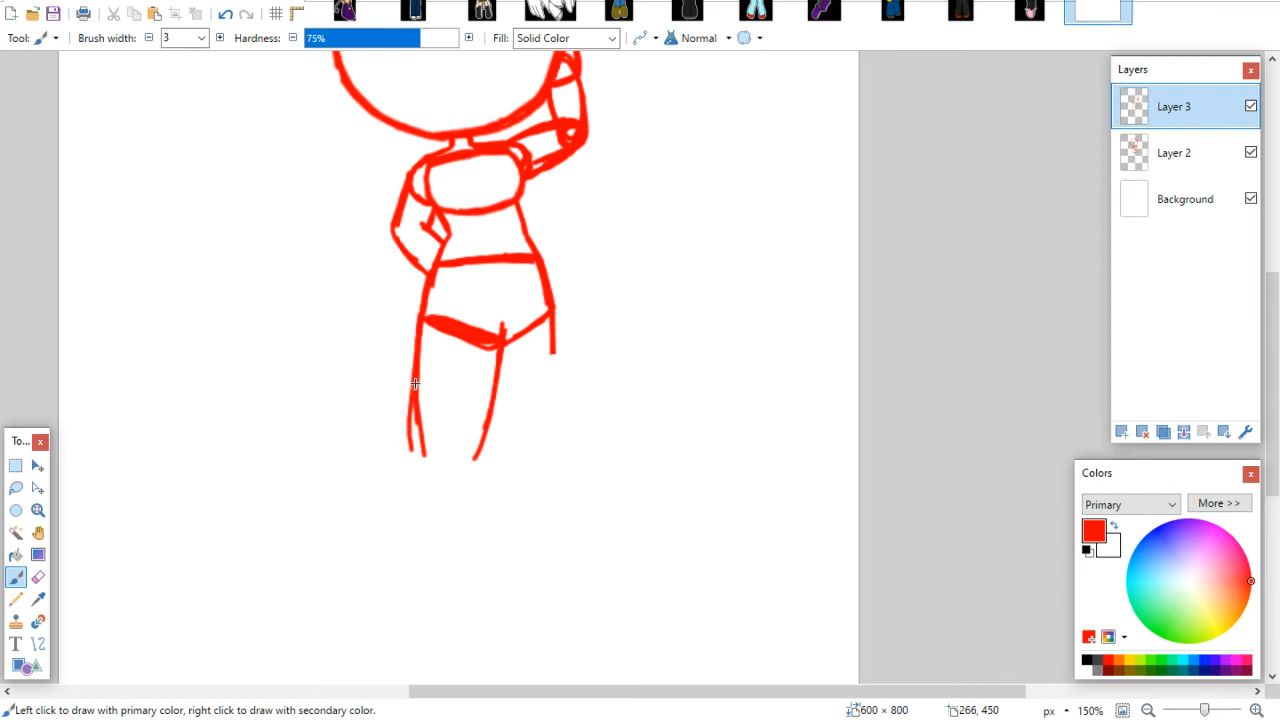 Tool:
Brush width:
3
Hardness:
75%
Fill:
Solid Color
Normal
Layers
Layer 3
Layer 2
Background
To...
Colors
Primary
More >>
Left click to draw with primary color, right click to draw with secondary color.
600 × 800
266, 450
px
150%